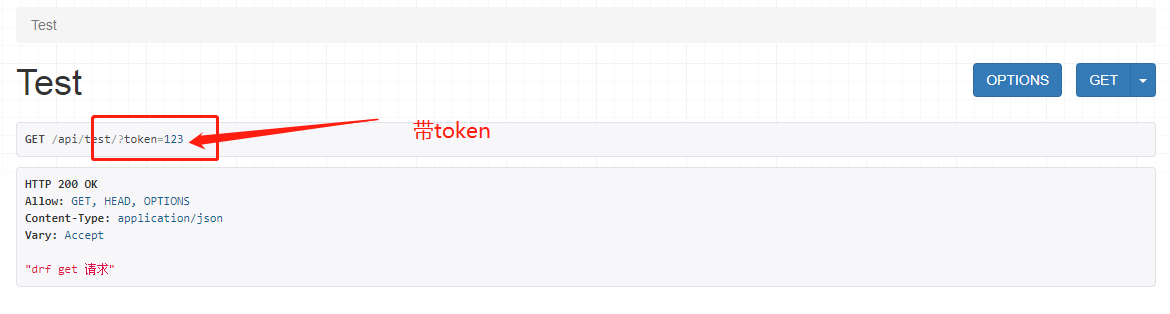 Test
Test
OPTIONS
GET
GET /api/test/?token=123
带token
HTTP 200 OK
Allow: GET, HEAD, OPTIONS
Content-Type: application/json
Vary: Accept
"drf get 请求"